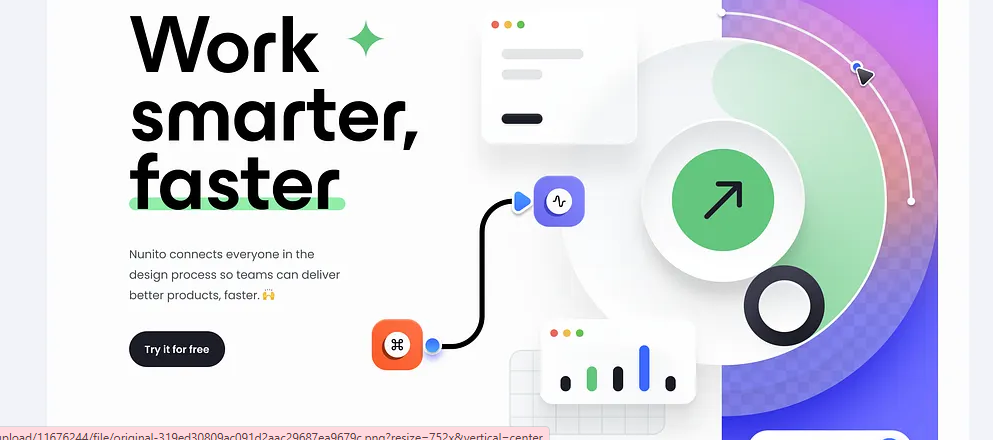 Work
smarter,
faster
Nunito connects everyone in the
design process so teams can deliver
better products, faster. 🙌
Try it for free
upload/11676244/file/original-319ed30809ac091d2aac29687ea9679c.png?resize=752x&vertical=center